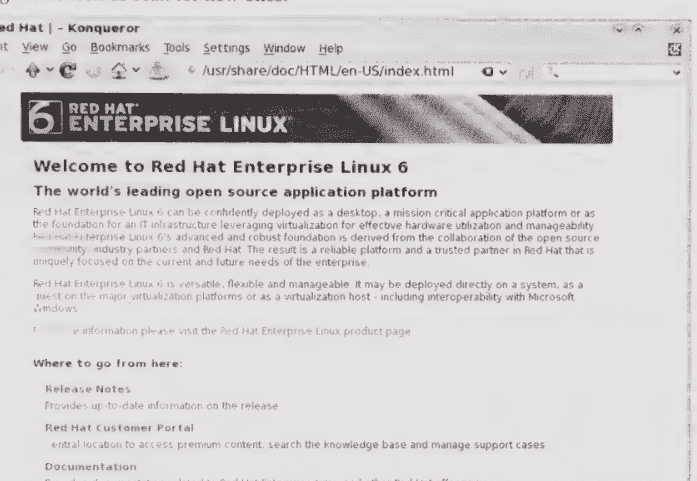 ed Hat | - Konqueror
it View Go Bookmarks Tools Settings Window Help
/usr/share/doc/HTML/en-US/index.html
6 RED HAT
ENTERPRISE LINUX
Welcome to Red Hat Enterprise Linux 6
The world's leading open source application platform
Red Hat Enterprise Linux 6 can be confidently deployed as a desktop, a mission critical application platform or as
the foundation for an IT infrastructure leveraging virtualization for effective hardware utilization and manageability
terprise Linux 6's advanced and robust foundation is derived from the collaboration of the open source
industry partners and Red Hat. The result is a reliable platform and a trusted partner in Red Hat that is
uniquely focused on the current and future needs of the enterprise.
Red Hat Enterprise Linux 6 is versatile, flexible and manageable. It may be deployed directly on a system, as a
guest on the major virtualization platforms or as a virtualization host - including interoperability with Microsoft
Windows
e information please visit the Red Hat Enterprise Linux product page
Where to go from here:
Release Notes
Provides up-to-date information on the release
Red Hat Customer Portal
entral location to access premium content, search the knowledge base and manage support cases
Documentation